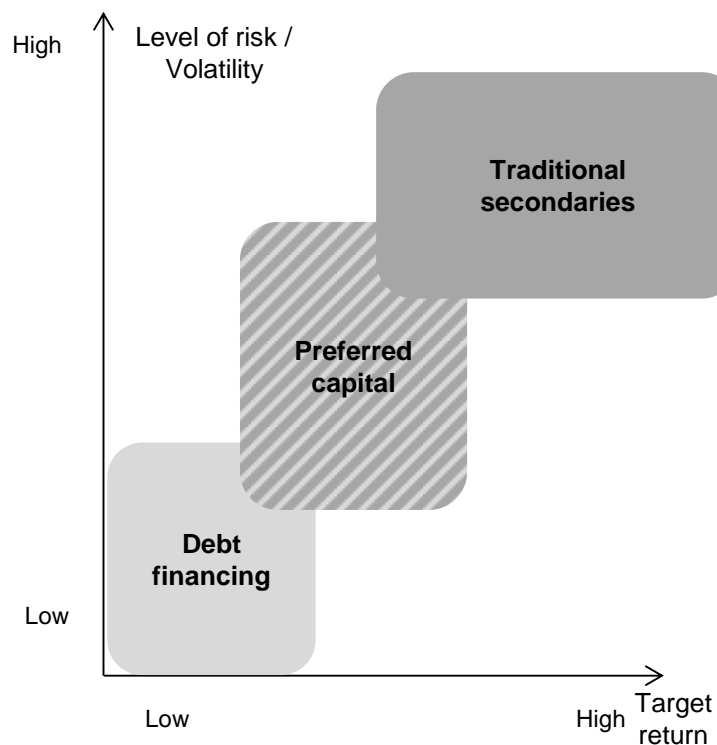 High
Level of risk /
Volatility
Traditional
secondaries
Preferred
capital
Debt
financing
Low
Low
High
Target
return